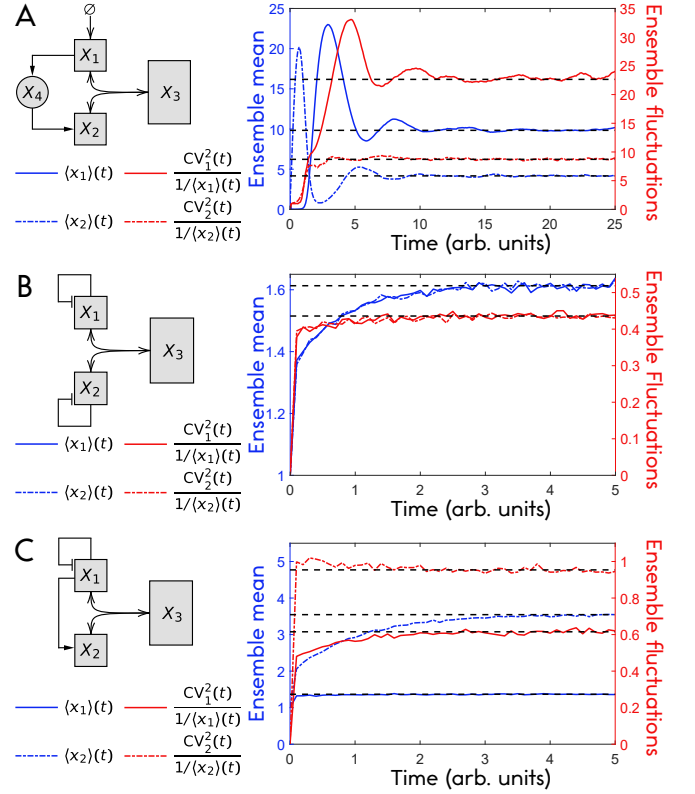 A
∅
X₁
X₄
X₂
X₃
⟨x₁⟩(t)
CV₁²(t)
1/⟨x₁⟩(t)
⟨x₂⟩(t)
CV₂²(t)
1/⟨x₂⟩(t)
Ensemble mean
25
20
15
10
5
0
35
30
25
20
15
10
5
0
Ensemble fluctuations
0 5 10 15 20 25
Time (arb. units)
B
X₁
X₂
X₃
⟨x₁⟩(t)
CV₁²(t)
1/⟨x₁⟩(t)
⟨x₂⟩(t)
CV₂²(t)
1/⟨x₂⟩(t)
Ensemble mean
1.6
1.4
1.2
1
0.5
0.4
0.3
0.2
0.1
0
Ensemble Fluctuations
0 1 2 3 4 5
Time (arb. units)
C
X₁
X₂
X₃
⟨x₁⟩(t)
CV₁²(t)
1/⟨x₁⟩(t)
⟨x₂⟩(t)
CV₂²(t)
1/⟨x₂⟩(t)
Ensemble mean
5
4
3
2
1
0
1
0.8
0.6
0.4
0.2
0
Ensemble fluctuations
0 1 2 3 4 5
Time (arb. units)